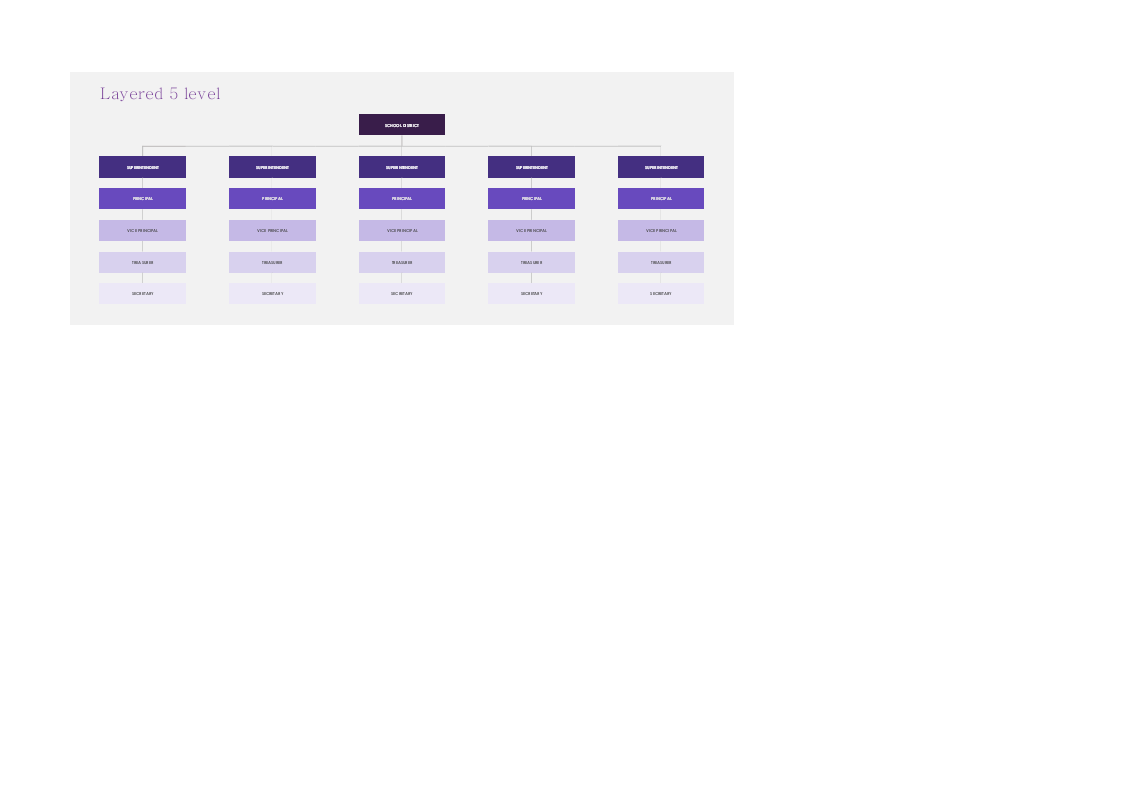 Layered 5 level
SCHOOL DISTRICT
SUPERINTENDENT
SUPERINTENDENT
SUPERINTENDENT
SUPERINTENDENT
SUPERINTENDENT
PRINCIPAL
PRINCIPAL
PRINCIPAL
PRINCIPAL
PRINCIPAL
VICE PRINCIPAL
VICE PRINCIPAL
VICE PRINCIPAL
VICE PRINCIPAL
VICE PRINCIPAL
TREASURER
TREASURER
TREASURER
TREASURER
TREASURER
SECRETARY
SECRETARY
SECRETARY
SECRETARY
SECRETARY